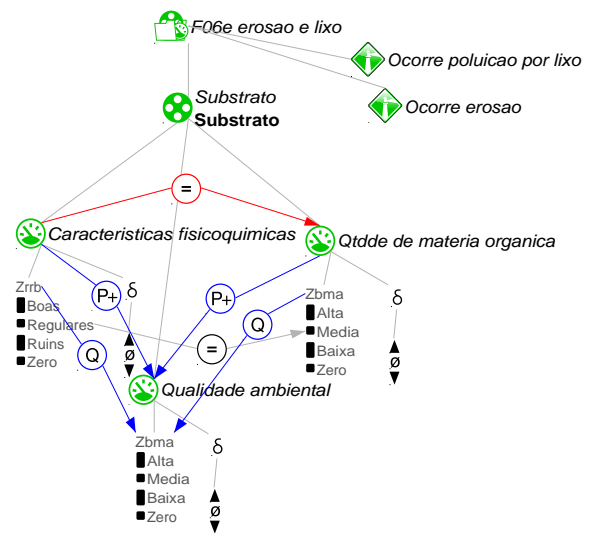 F06e erosao e lixo
Ocorre poluicao por lixo
Ocorre erosao
Substrato
Substrato
=
Caracteristicas fisicoquimicas
Qtdde de materia organica
Zrrb
Boas
Regulares
Ruins
Zero
δ
ø
P+
P+
Q
Q
=
Zbma
Alta
Media
Baixa
Zero
δ
ø
Qualidade ambiental
Zbma
Alta
Media
Baixa
Zero
δ
ø